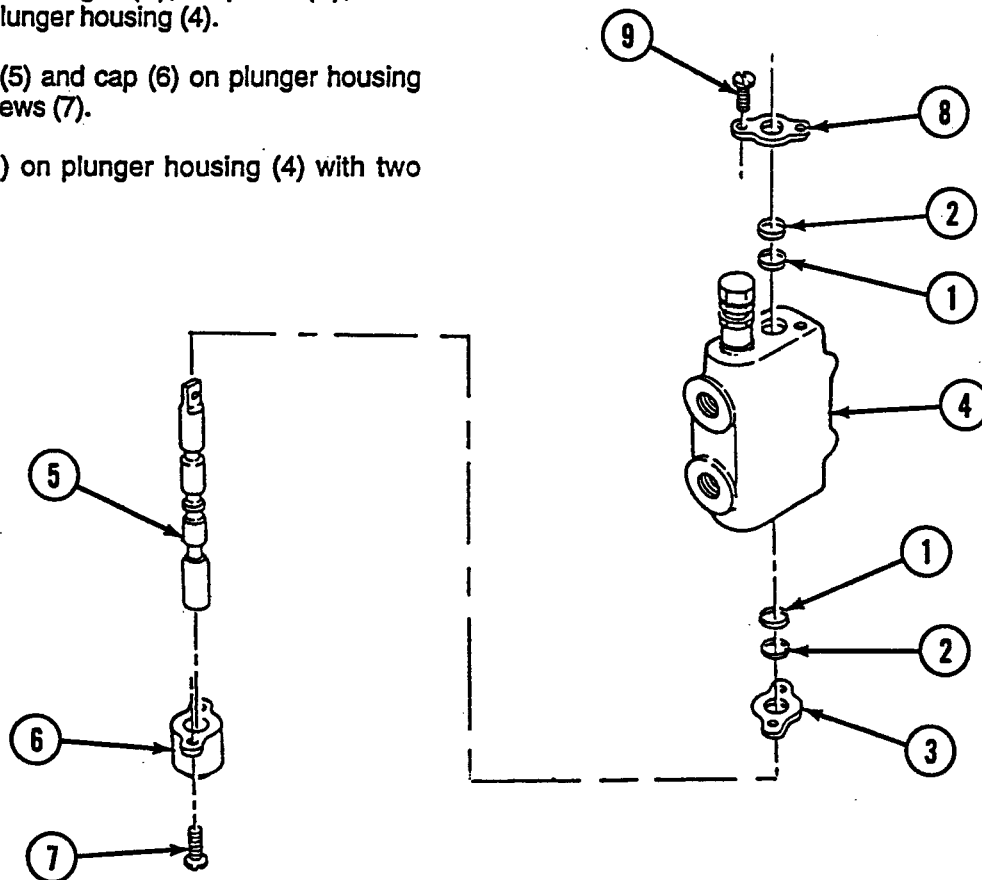 lunger housing (4).
(5) and cap (6) on plunger housing
ews (7).
) on plunger housing (4) with two
9
8
2
1
4
5
1
2
6
3
7